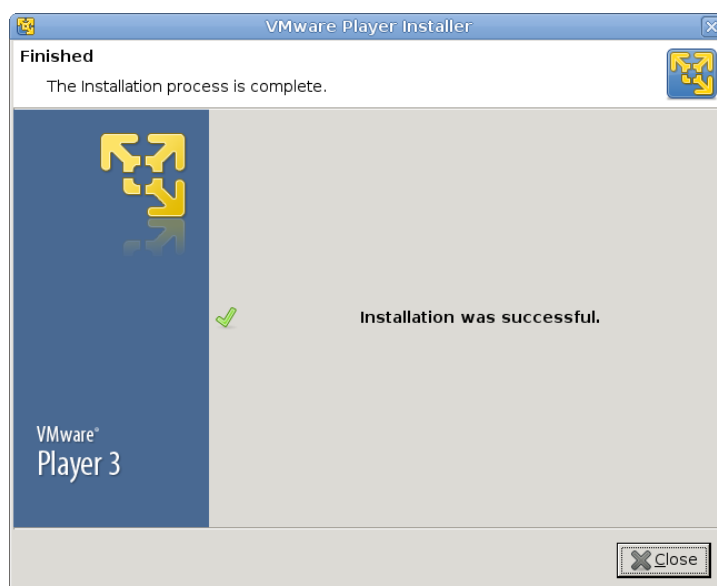 VMware Player Installer
Finished
The Installation process is complete.
Installation was successful.
VMware®
Player 3
Close